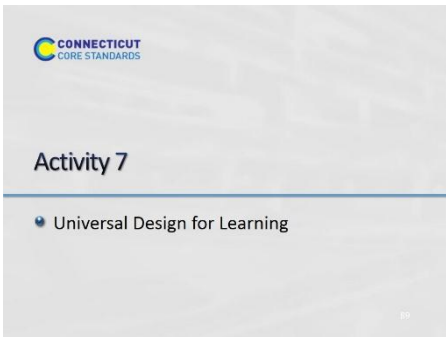 CONNECTICUT
CORE STANDARDS
Activity 7
Universal Design for Learning